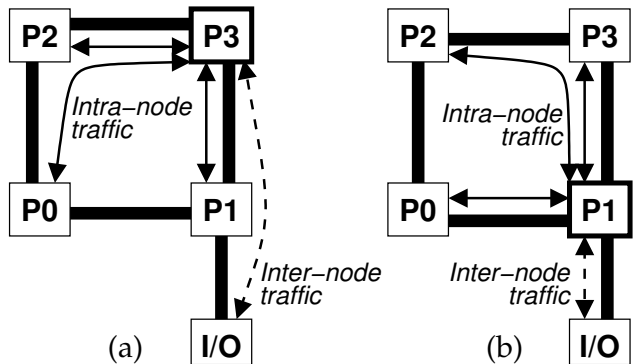 P2 P3
Intra-node
traffic
P0 P1
Inter-node
traffic
(a) I/O
P2 P3
Intra-node
traffic
P0 P1
Inter-node
traffic
(b) I/O